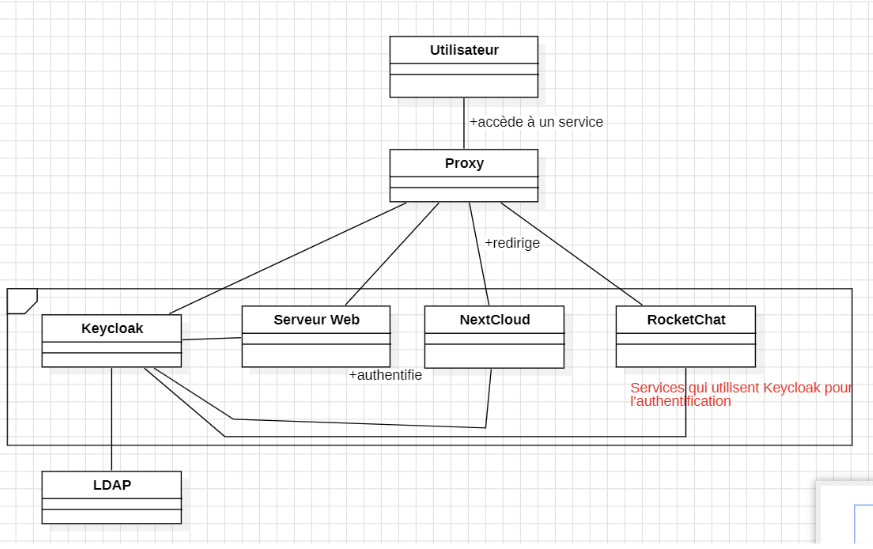 Utilisateur
+accède à un service
Proxy
+redirige
Keycloak
Serveur Web
NextCloud
RocketChat
+authentifie
Services qui utilisent Keycloak pour
l'authentification
LDAP